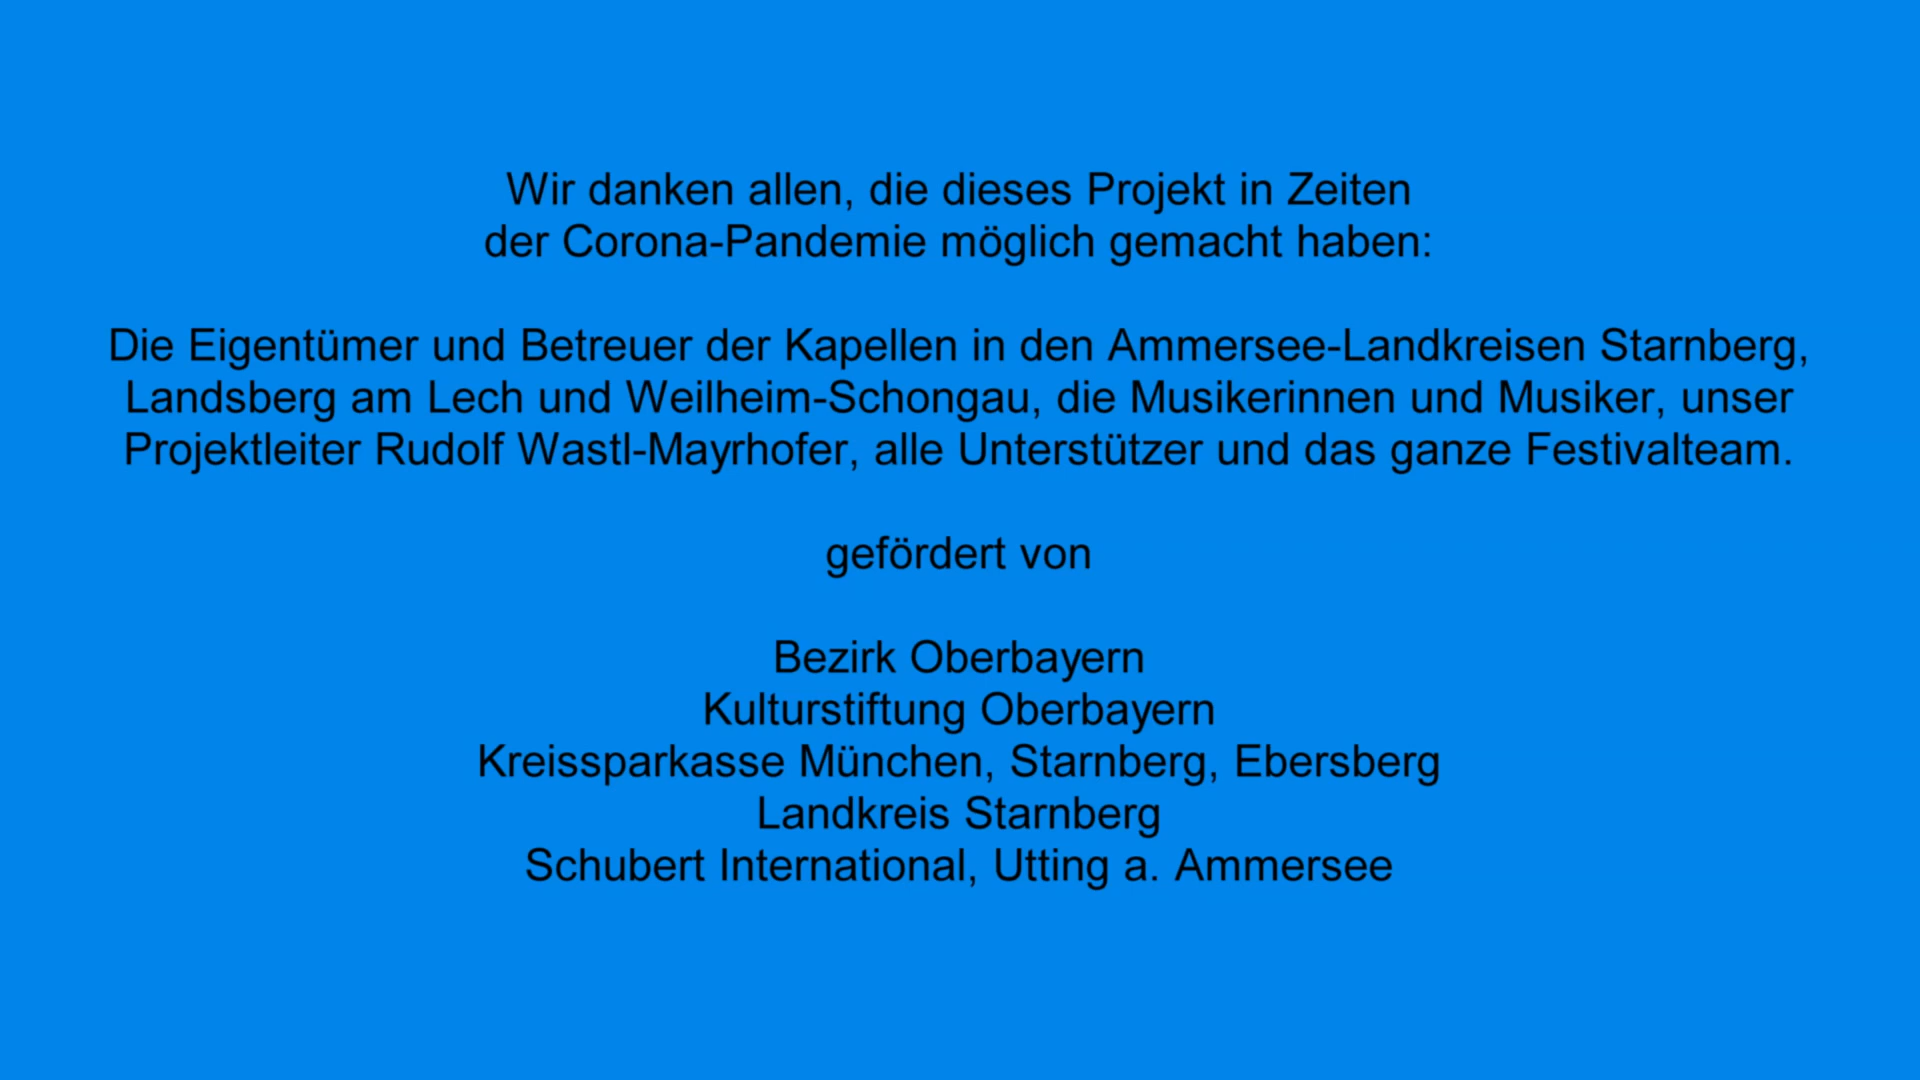 Wir danken allen, die dieses Projekt in Zeiten
der Corona-Pandemie möglich gemacht haben:
Die Eigentümer und Betreuer der Kapellen in den Ammersee-Landkreisen Starnberg,
Landsberg am Lech und Weilheim-Schongau, die Musikerinnen und Musiker, unser
Projektleiter Rudolf Wastl-Mayrhofer, alle Unterstützer und das ganze Festivalteam.
gefördert von
Bezirk Oberbayern
Kulturstiftung Oberbayern
Kreissparkasse München, Starnberg, Ebersberg
Landkreis Starnberg
Schubert International, Utting a. Ammersee